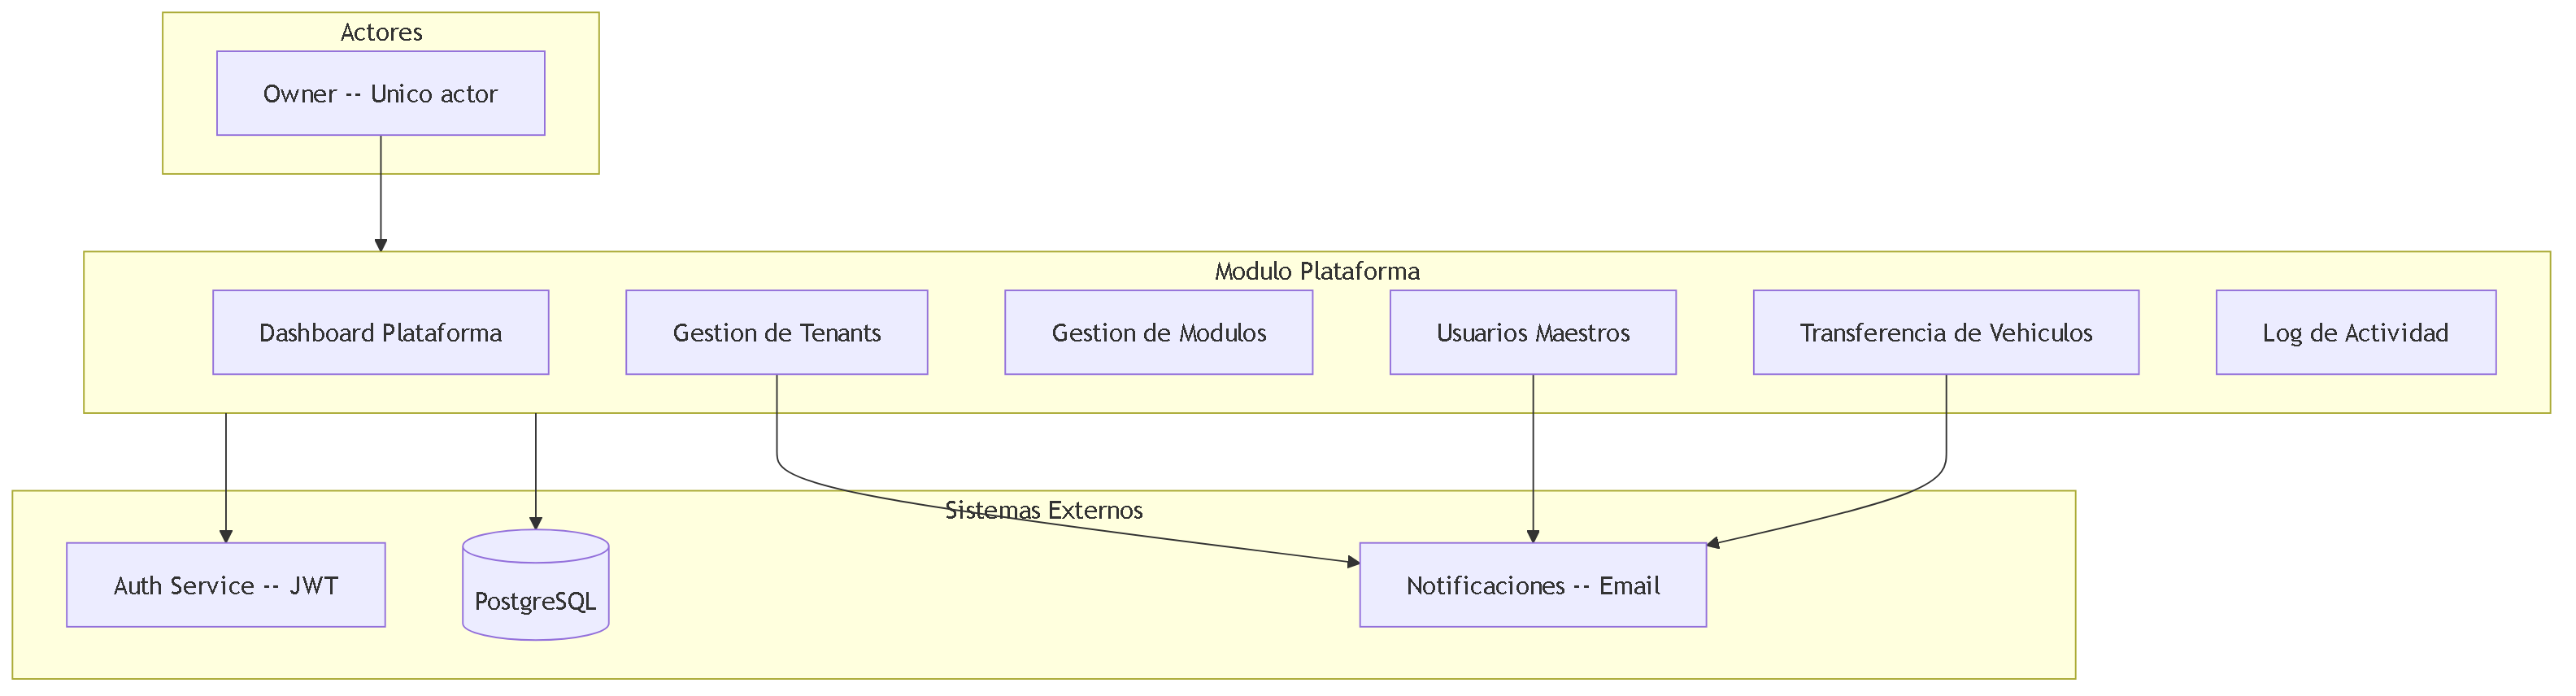 Actores
Owner -- Unico actor
Modulo Plataforma
Dashboard Plataforma
Gestion de Tenants
Gestion de Modulos
Usuarios Maestros
Transferencia de Vehiculos
Log de Actividad
Sistemas Externos
Auth Service -- JWT
PostgreSQL
Notificaciones -- Email